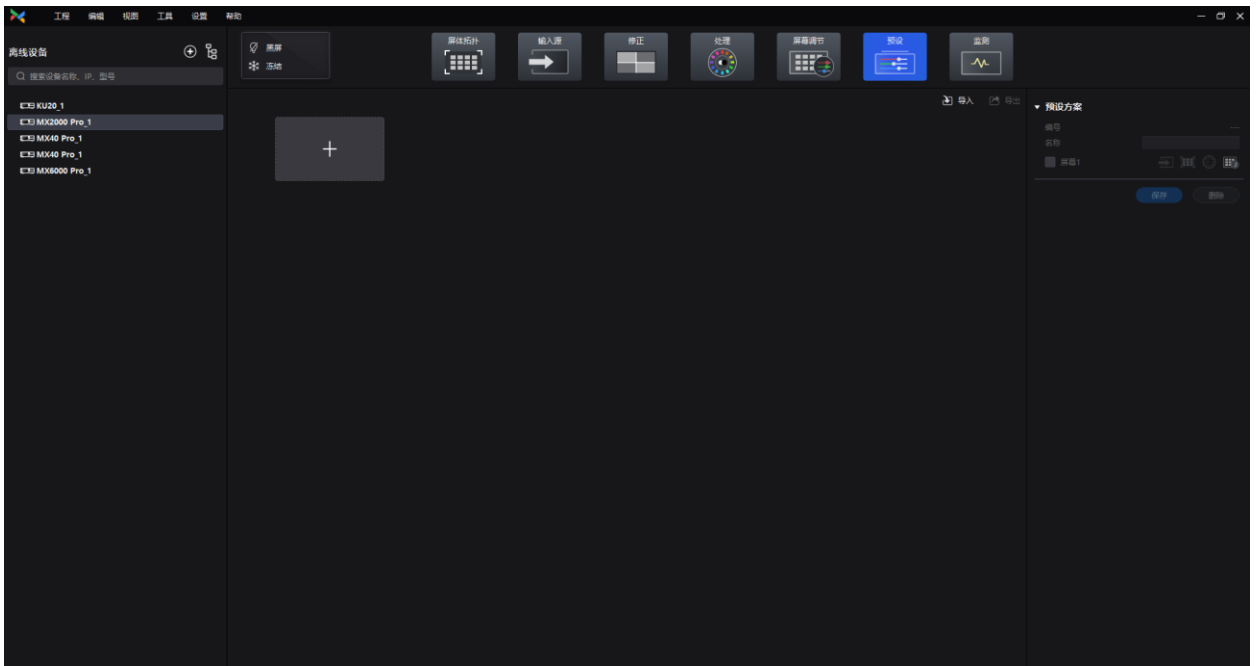 工程 编辑 视图 工具 设置 帮助
离线设备
搜索设备名称、IP、型号
KU20_1
MX2000 Pro_1
MX40 Pro_1
MX40 Pro_1
MX6000 Pro_1
黑屏
冻结
屏体拓扑 输入源 修正 处理 屏幕调节 预设 监测
导入 导出
预设方案
编号 ---
名称
屏幕1
保存 删除